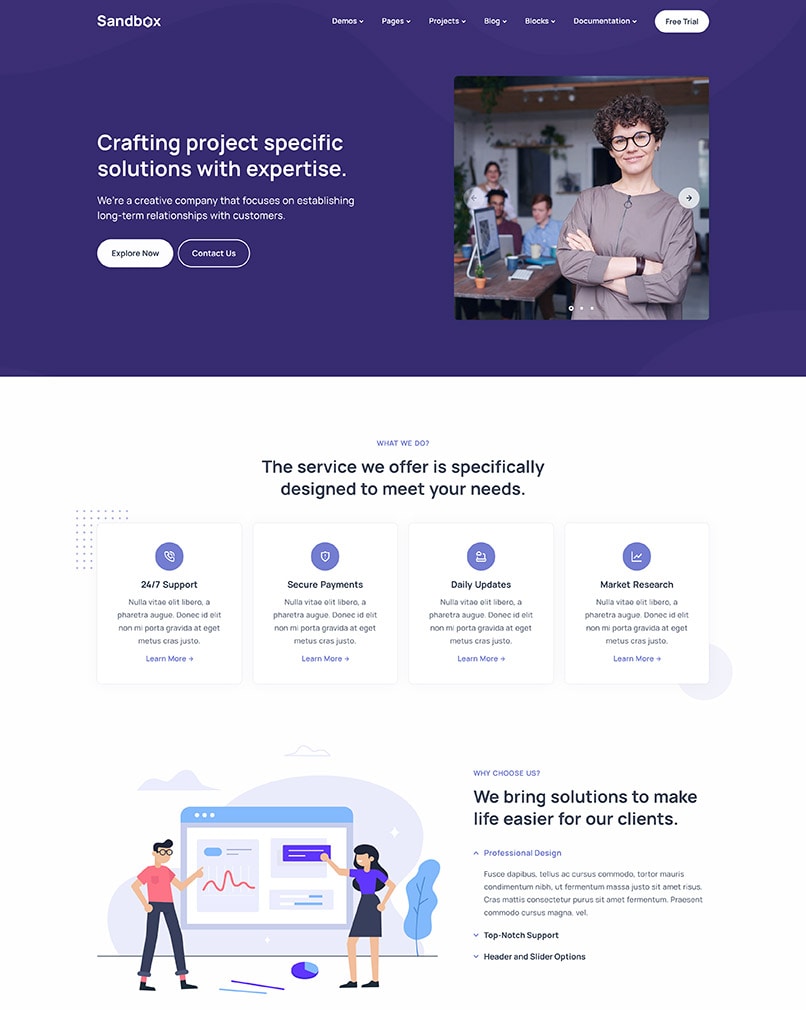 Sandbox
Demos Pages Projects Blog Blocks Documentation Free Trial
Crafting project specific
solutions with expertise.
We're a creative company that focuses on establishing
long-term relationships with customers.
Explore Now Contact Us
WHAT WE DO?
The service we offer is specifically
designed to meet your needs.
24/7 Support
Nulla vitae elit libero, a
pharetra augue. Donec id elit
non mi porta gravida at eget
metus cras justo.
Learn More →
Secure Payments
Nulla vitae elit libero, a
pharetra augue. Donec id elit
non mi porta gravida at eget
metus cras justo.
Learn More →
Daily Updates
Nulla vitae elit libero, a
pharetra augue. Donec id elit
non mi porta gravida at eget
metus cras justo.
Learn More →
Market Research
Nulla vitae elit libero, a
pharetra augue. Donec id elit
non mi porta gravida at eget
metus cras justo.
Learn More →
WHY CHOOSE US?
We bring solutions to make
life easier for our clients.
Professional Design
Fusce dapibus, tellus ac cursus commodo, tortor mauris
condimentum nibh, ut fermentum massa justo sit amet risus.
Cras mattis consectetur purus sit amet fermentum. Praesent
commodo cursus magna, vel.
Top-Notch Support
Header and Slider Options